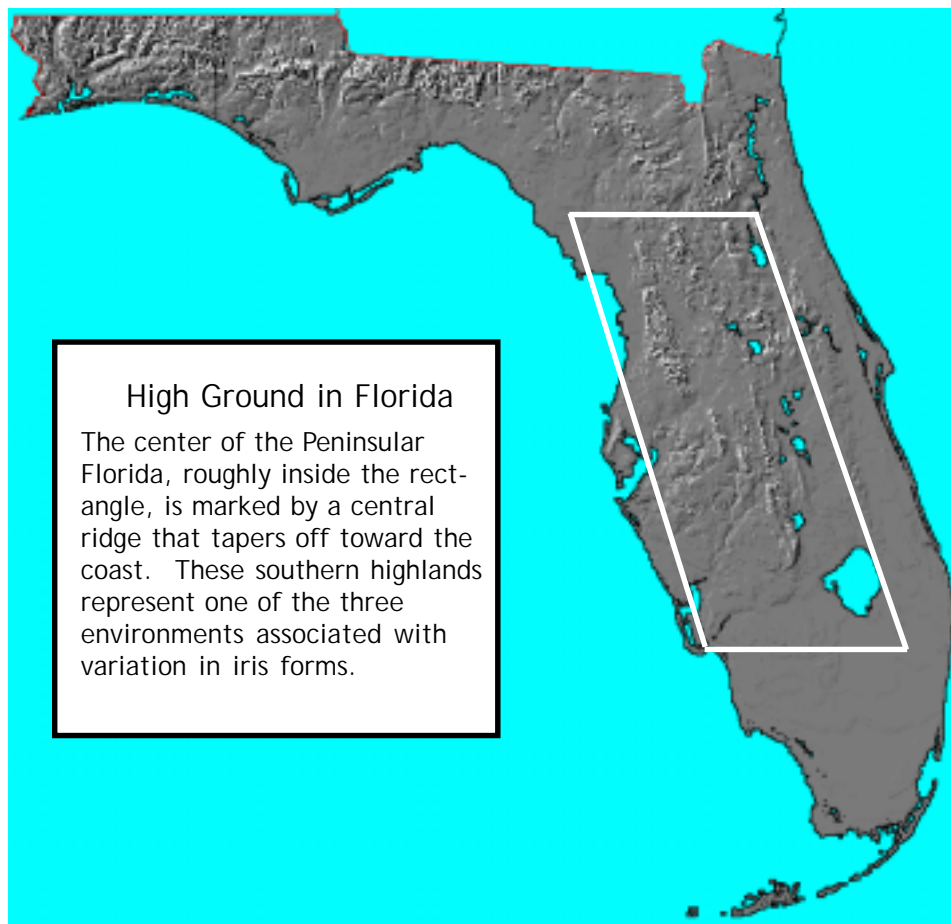 High Ground in Florida
The center of the Peninsular
Florida, roughly inside the rect-
angle, is marked by a central
ridge that tapers off toward the
coast.  These southern highlands
represent one of the three
environments associated with
variation in iris forms.